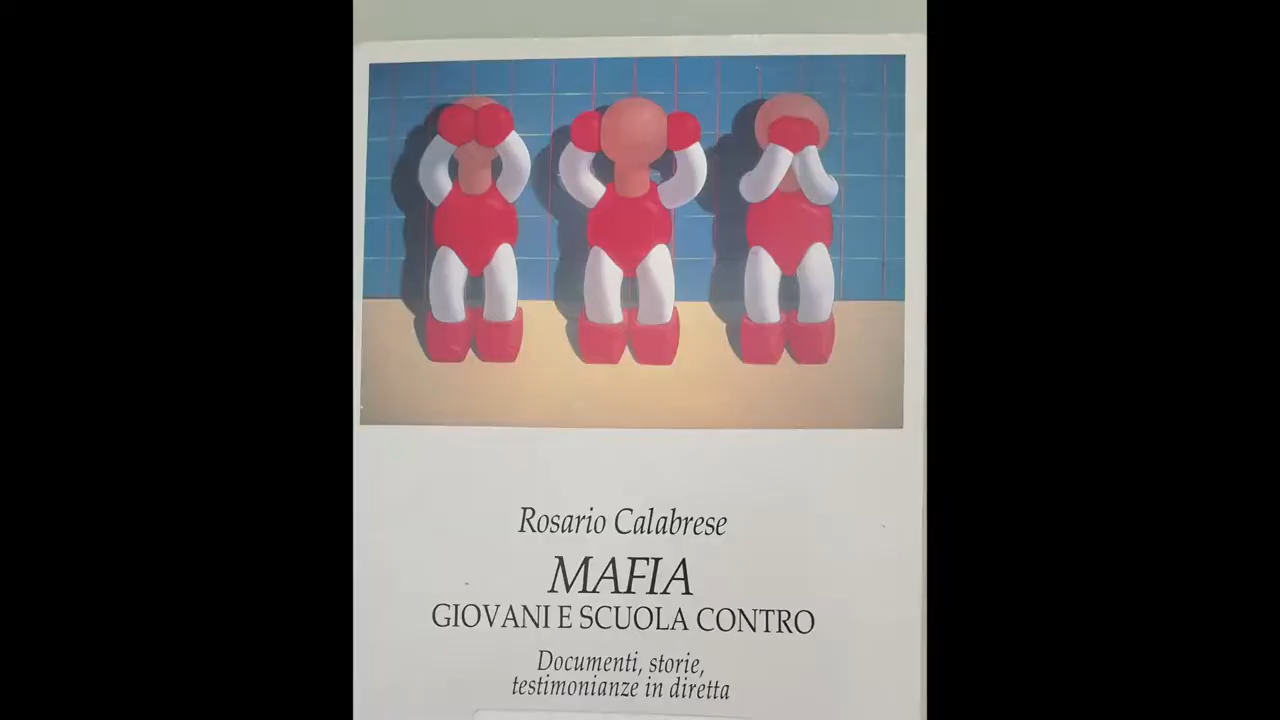 Rosario Calabrese
MAFIA
GIOVANI E SCUOLA CONTRO
Documenti, storie,
testimonianze in diretta